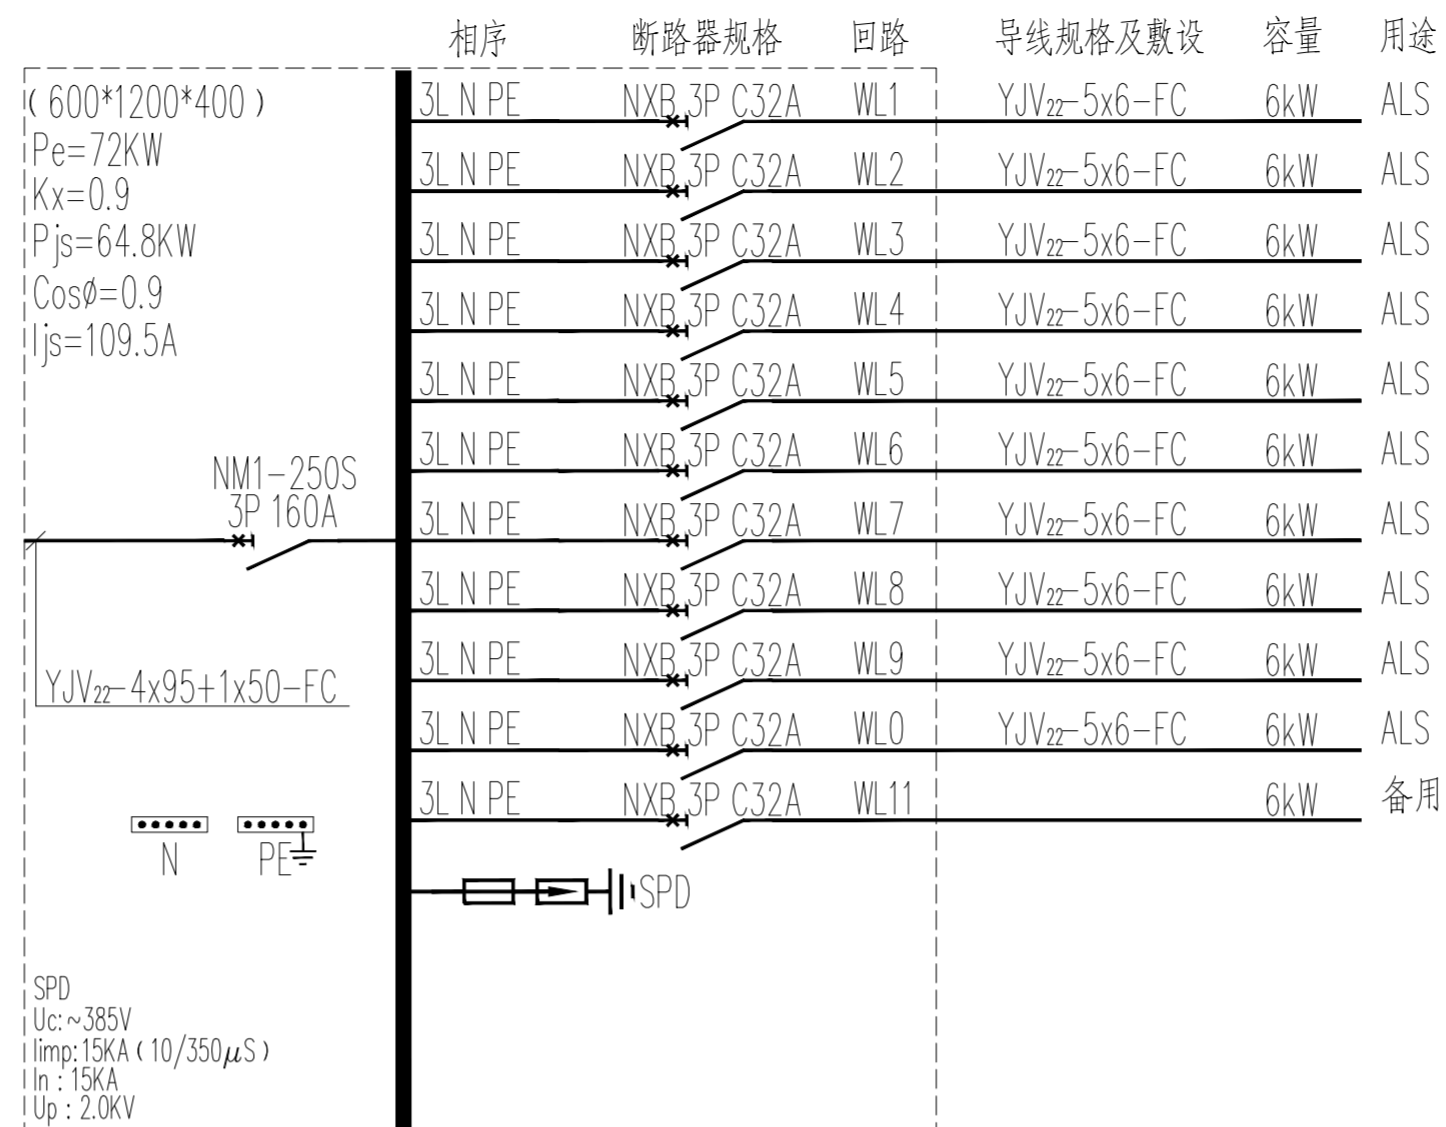 相序 断路器规格 回路 导线规格及敷设 容量 用途
(600*1200*400)
Pe=72KW
Kx=0.9
Pjs=64.8KW
CosØ=0.9
Ijs=109.5A
3L N PE NXB 3P C32A WL1 YJV22-5x6-FC 6kW ALS
3L N PE NXB 3P C32A WL2 YJV22-5x6-FC 6kW ALS
3L N PE NXB 3P C32A WL3 YJV22-5x6-FC 6kW ALS
3L N PE NXB 3P C32A WL4 YJV22-5x6-FC 6kW ALS
3L N PE NXB 3P C32A WL5 YJV22-5x6-FC 6kW ALS
3L N PE NXB 3P C32A WL6 YJV22-5x6-FC 6kW ALS
NM1-250S
3P 160A
3L N PE NXB 3P C32A WL7 YJV22-5x6-FC 6kW ALS
3L N PE NXB 3P C32A WL8 YJV22-5x6-FC 6kW ALS
3L N PE NXB 3P C32A WL9 YJV22-5x6-FC 6kW ALS
YJV22-4x95+1x50-FC
3L N PE NXB 3P C32A WL0 YJV22-5x6-FC 6kW ALS
3L N PE NXB 3P C32A WL11 6kW 备用
N PE
SPD
SPD
Uc:~385V
Iimp:15KA(10/350μS)
In:15KA
Up:2.0KV